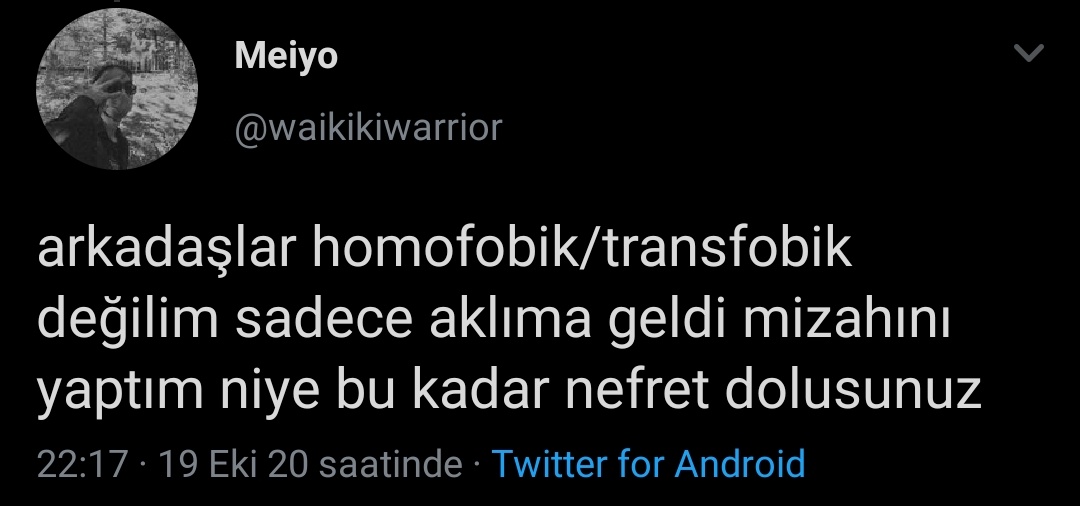 Meiyo
@waikikiwarrior
arkadaşlar homofobik/transfobik
değilim sadece aklıma geldi mizahını
yaptım niye bu kadar nefret dolusunuz
22:17 · 19 Eki 20 saatinde · Twitter for Android